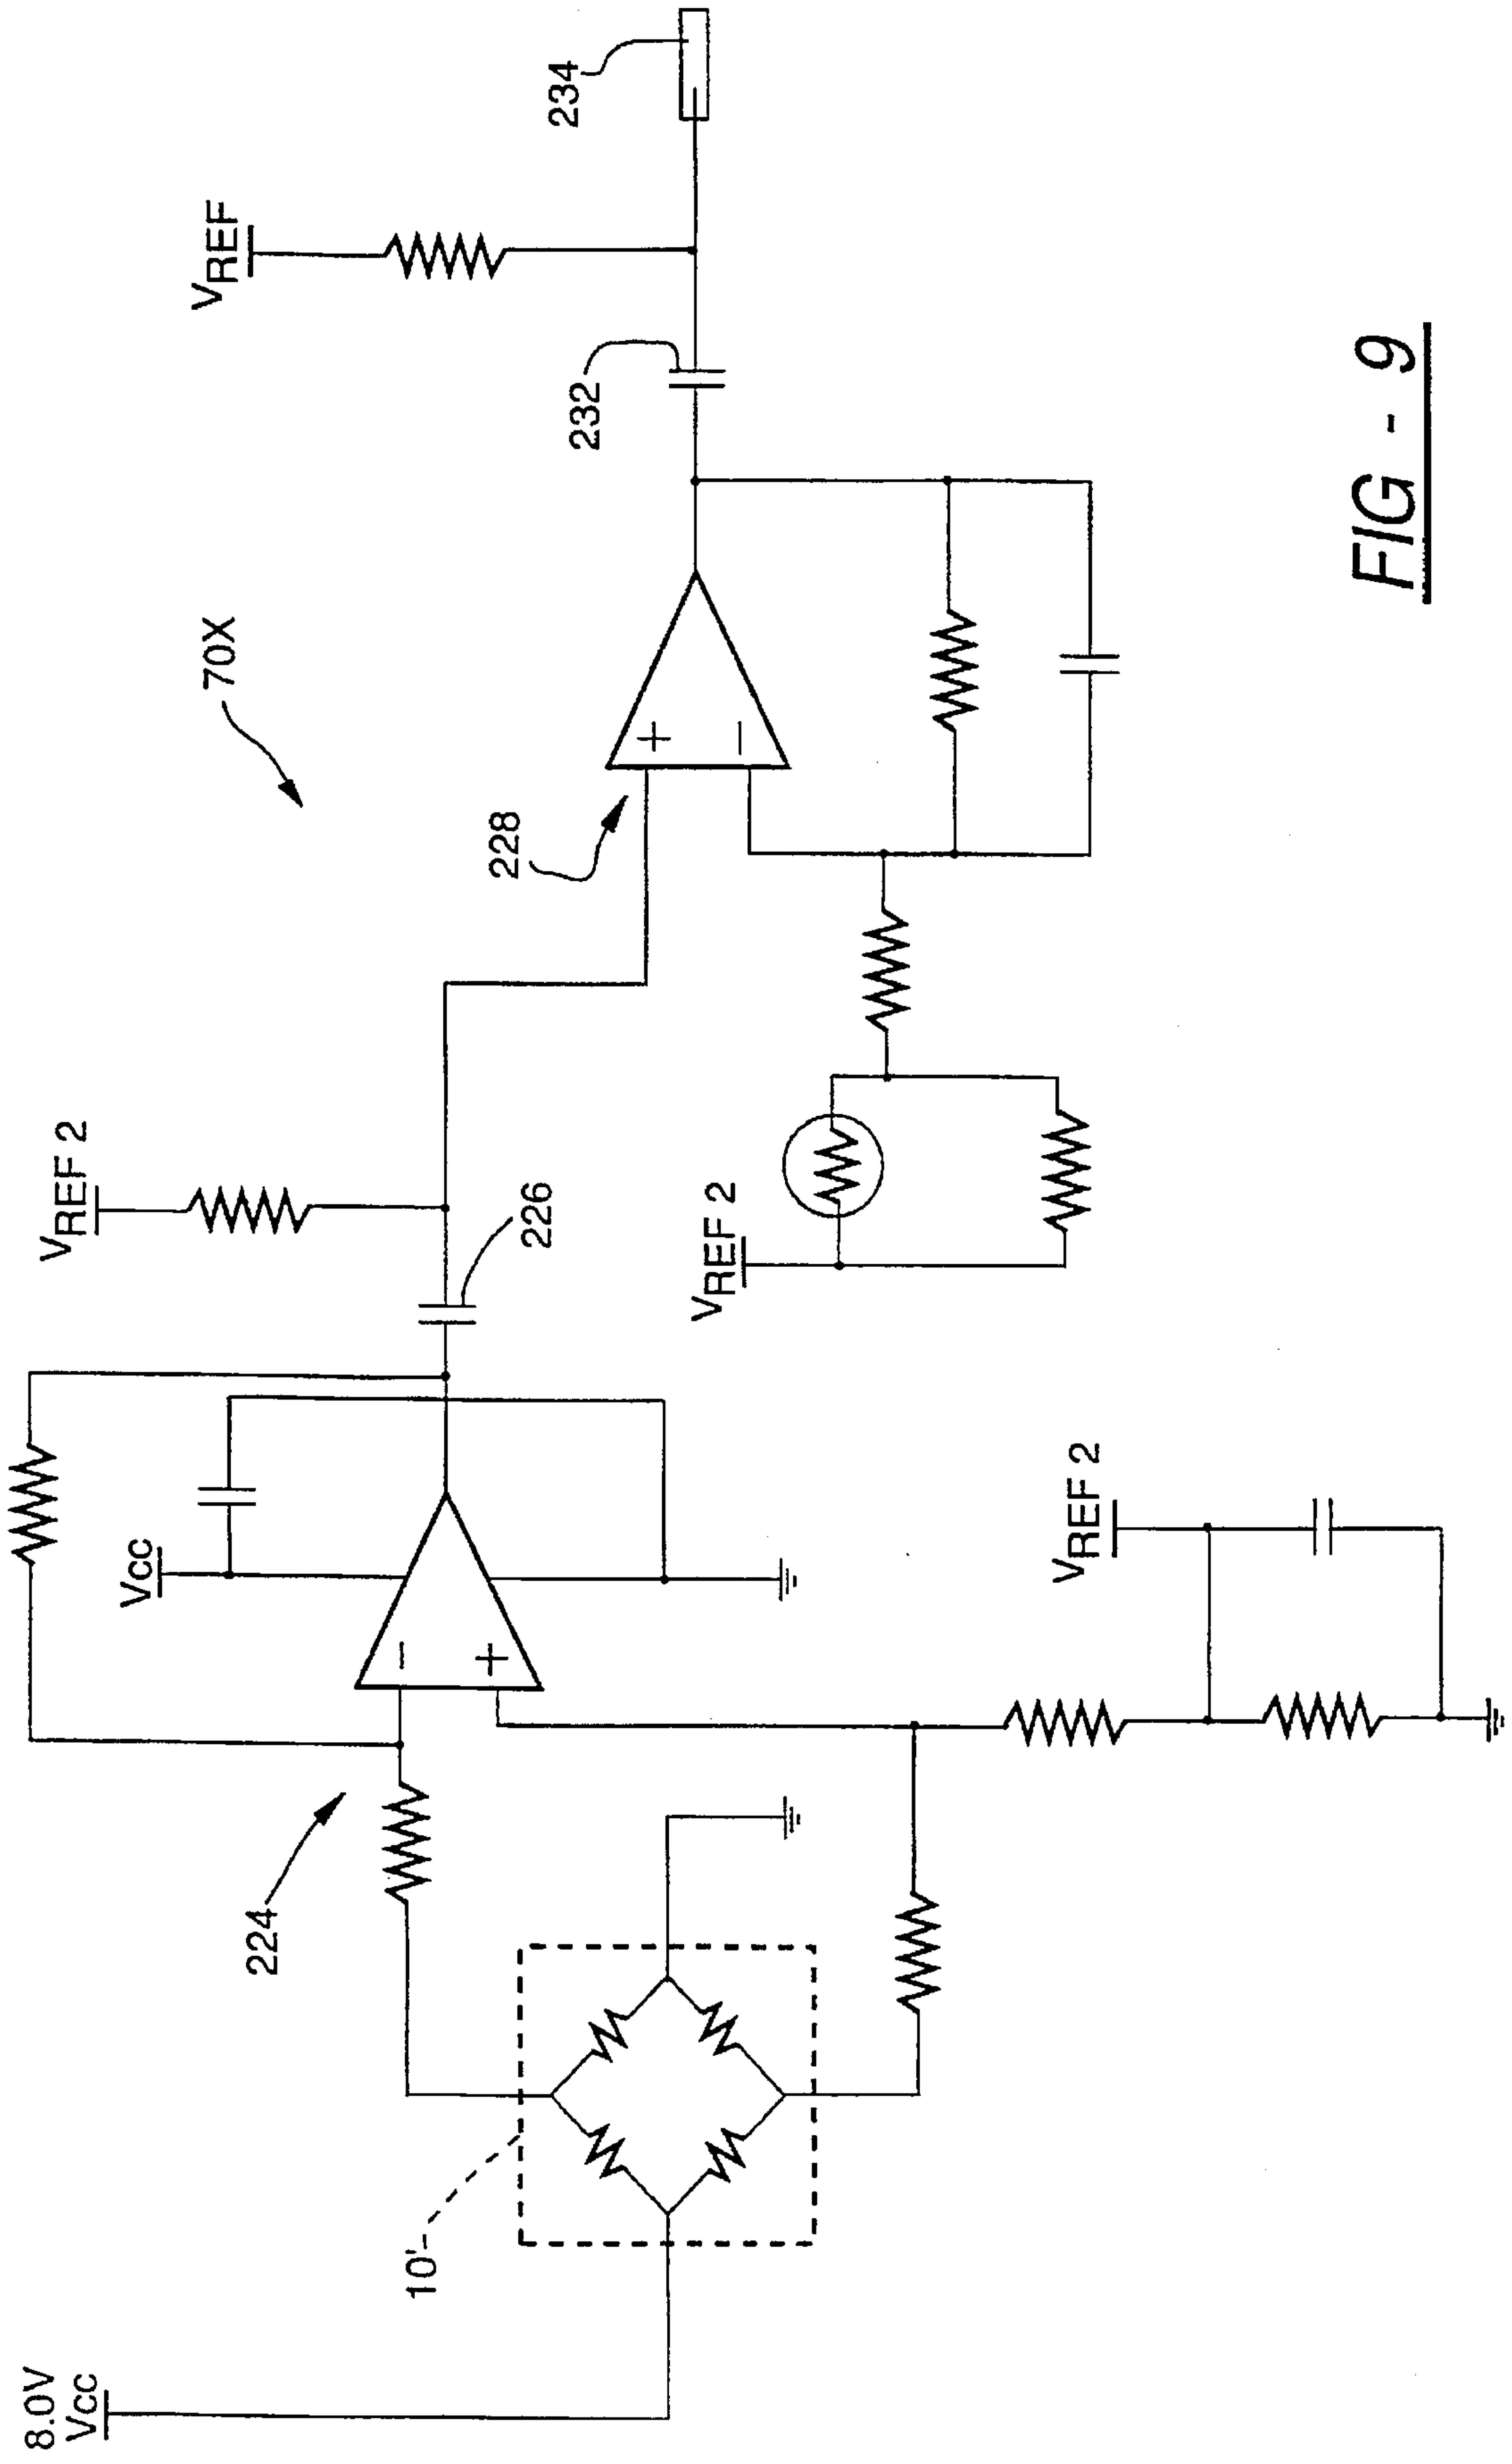 8.0V
VCC
10'
224
VCC
VREF 2
226
VREF 2
VREF 2
228
70X
232
VREF
234
-
+
+
-
FIG - 9